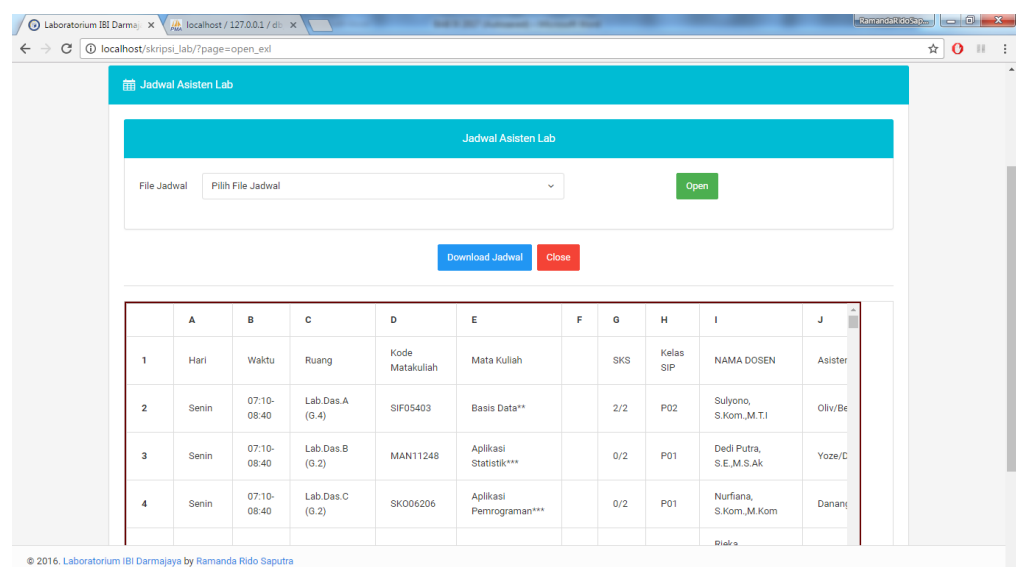 Laboratorium IBI Darmaj
localhost / 127.0.0.1 / db
RamandaRidoSap...
localhost/skripsi_lab/?page=open_exl
Jadwal Asisten Lab
Jadwal Asisten Lab
File Jadwal Pilih File Jadwal Open
Download Jadwal Close
A B C D E F G H I J
1 Hari Waktu Ruang Kode Matakuliah Mata Kuliah SKS Kelas SIP NAMA DOSEN Asisten
2 Senin 07:10-08:40 Lab.Das.A (G.4) SIF05403 Basis Data** 2/2 P02 Sulyono, S.Kom.,M.T.I Oliv/Be
3 Senin 07:10-08:40 Lab.Das.B (G.2) MAN11248 Aplikasi Statistik*** 0/2 P01 Dedi Putra, S.E.,M.S.Ak Yoze/D
4 Senin 07:10-08:40 Lab.Das.C (G.2) SKO06206 Aplikasi Pemrograman*** 0/2 P01 Nurfiana, S.Kom.,M.Kom Danang
Rieka
© 2016. Laboratorium IBI Darmajaya by Ramanda Rido Saputra